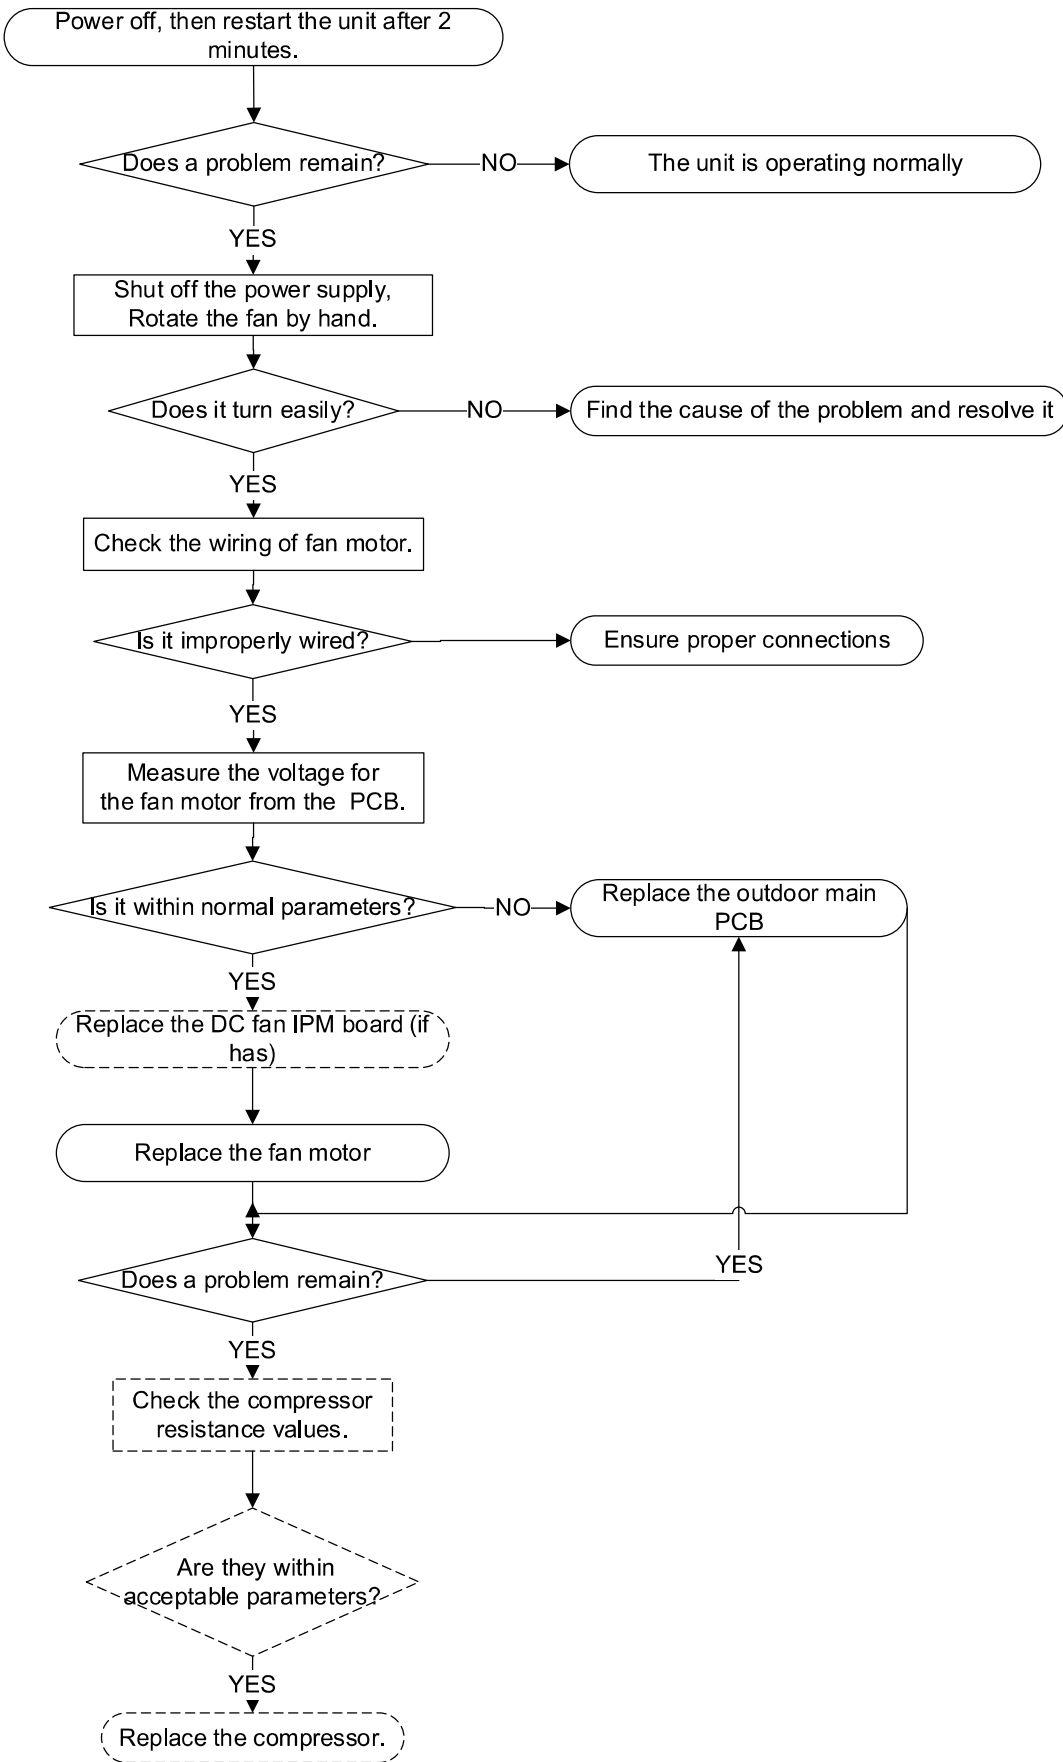 Power off, then restart the unit after 2
minutes.
Does a problem remain?
NO
The unit is operating normally
YES
Shut off the power supply,
Rotate the fan by hand.
Does it turn easily?
NO
Find the cause of the problem and resolve it
YES
Check the wiring of fan motor.
Is it improperly wired?
Ensure proper connections
YES
Measure the voltage for
the fan motor from the PCB.
Is it within normal parameters?
NO
Replace the outdoor main
PCB
YES
Replace the DC fan IPM board (if
has)
Replace the fan motor
Does a problem remain?
YES
YES
Check the compressor
resistance values.
Are they within
acceptable parameters?
YES
Replace the compressor.